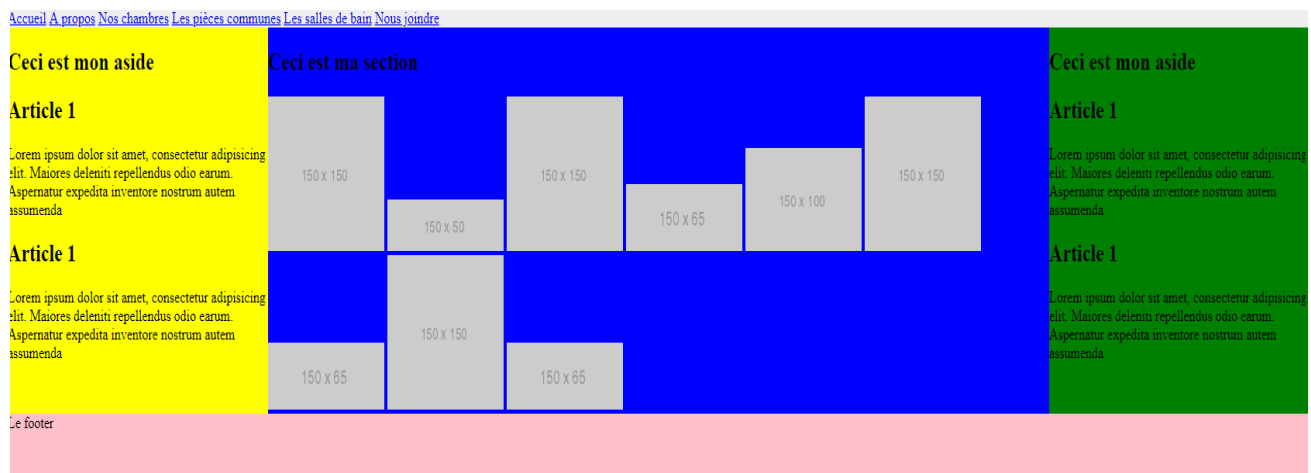 Accueil A propos Nos chambres Les pièces communes Les salles de bain Nous joindre
Ceci est mon aside
Article 1
Lorem ipsum dolor sit amet, consectetur adipisicing
elit. Maiores deleniti repellendus odio earum.
Aspernatur expedita inventore nostrum autem
assumenda
Article 1
Lorem ipsum dolor sit amet, consectetur adipisicing
elit. Maiores deleniti repellendus odio earum.
Aspernatur expedita inventore nostrum autem
assumenda
Ceci est ma section
150 x 150
150 x 50
150 x 150
150 x 65
150 x 100
150 x 150
150 x 65
150 x 150
150 x 65
Ceci est mon aside
Article 1
Lorem ipsum dolor sit amet, consectetur adipisicing
elit. Maiores deleniti repellendus odio earum.
Aspernatur expedita inventore nostrum autem
assumenda
Article 1
Lorem ipsum dolor sit amet, consectetur adipisicing
elit. Maiores deleniti repellendus odio earum.
Aspernatur expedita inventore nostrum autem
assumenda
Le footer